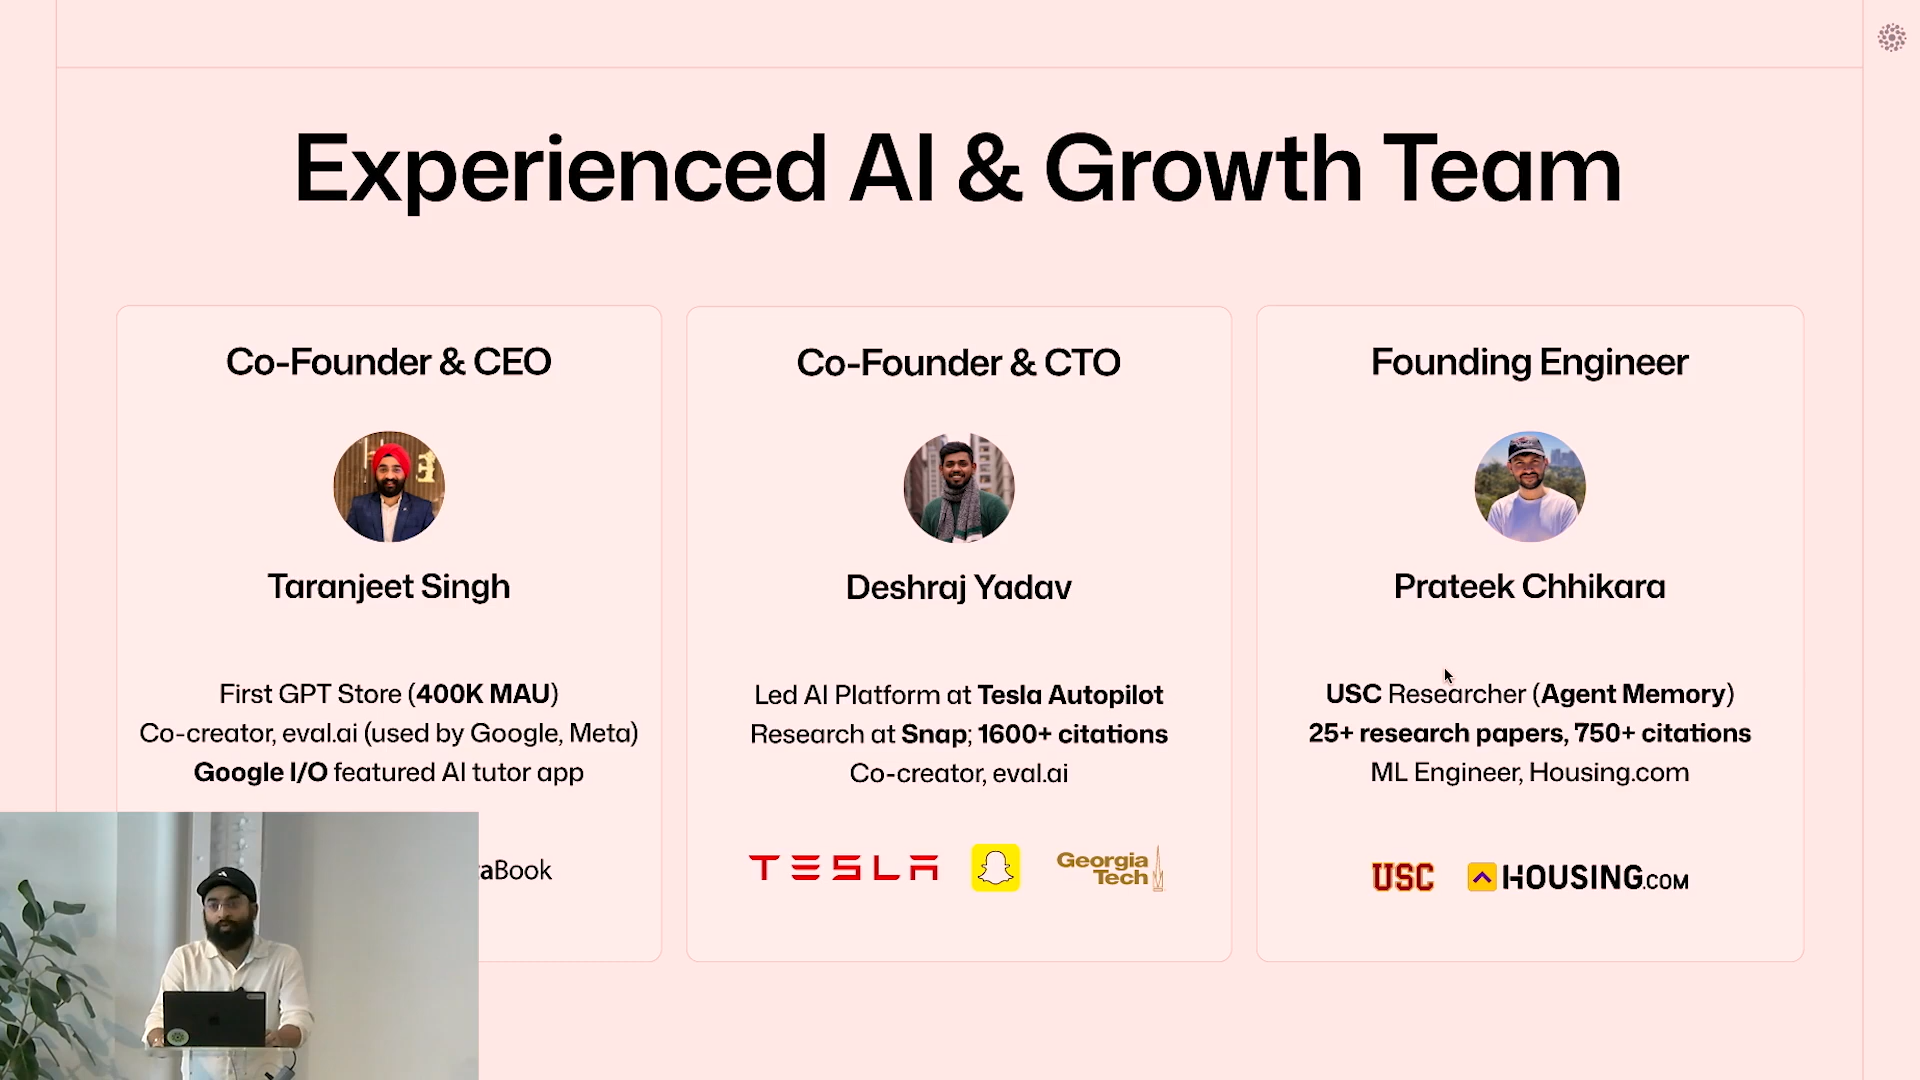 Experienced AI & Growth Team
Co-Founder & CEO
Taranjeet Singh
First GPT Store (400K MAU)
Co-creator, eval.ai (used by Google, Meta)
Google I/O featured AI tutor app
aBook
Co-Founder & CTO
Deshraj Yadav
Led AI Platform at Tesla Autopilot
Research at Snap; 1600+ citations
Co-creator, eval.ai
TESLA
Georgia
Tech
Founding Engineer
Prateek Chhikara
USC Researcher (Agent Memory)
25+ research papers, 750+ citations
ML Engineer, Housing.com
USC HOUSING.COM